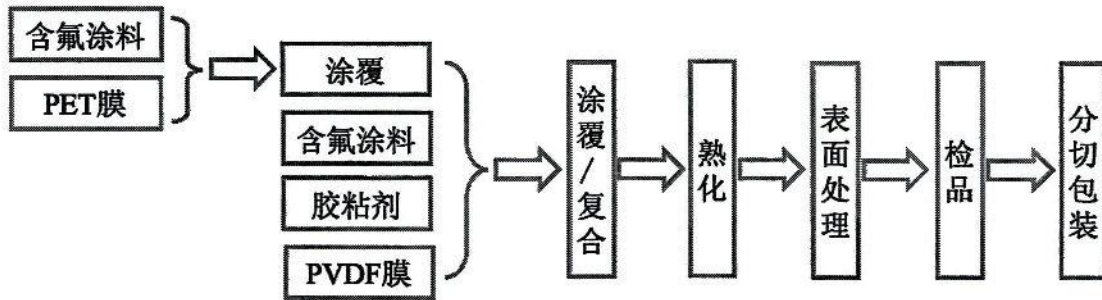 含氟涂料
PET膜
涂覆
含氟涂料
胶粘剂
PVDF膜
涂覆/复合
熟化
表面处理
检品
分切包装